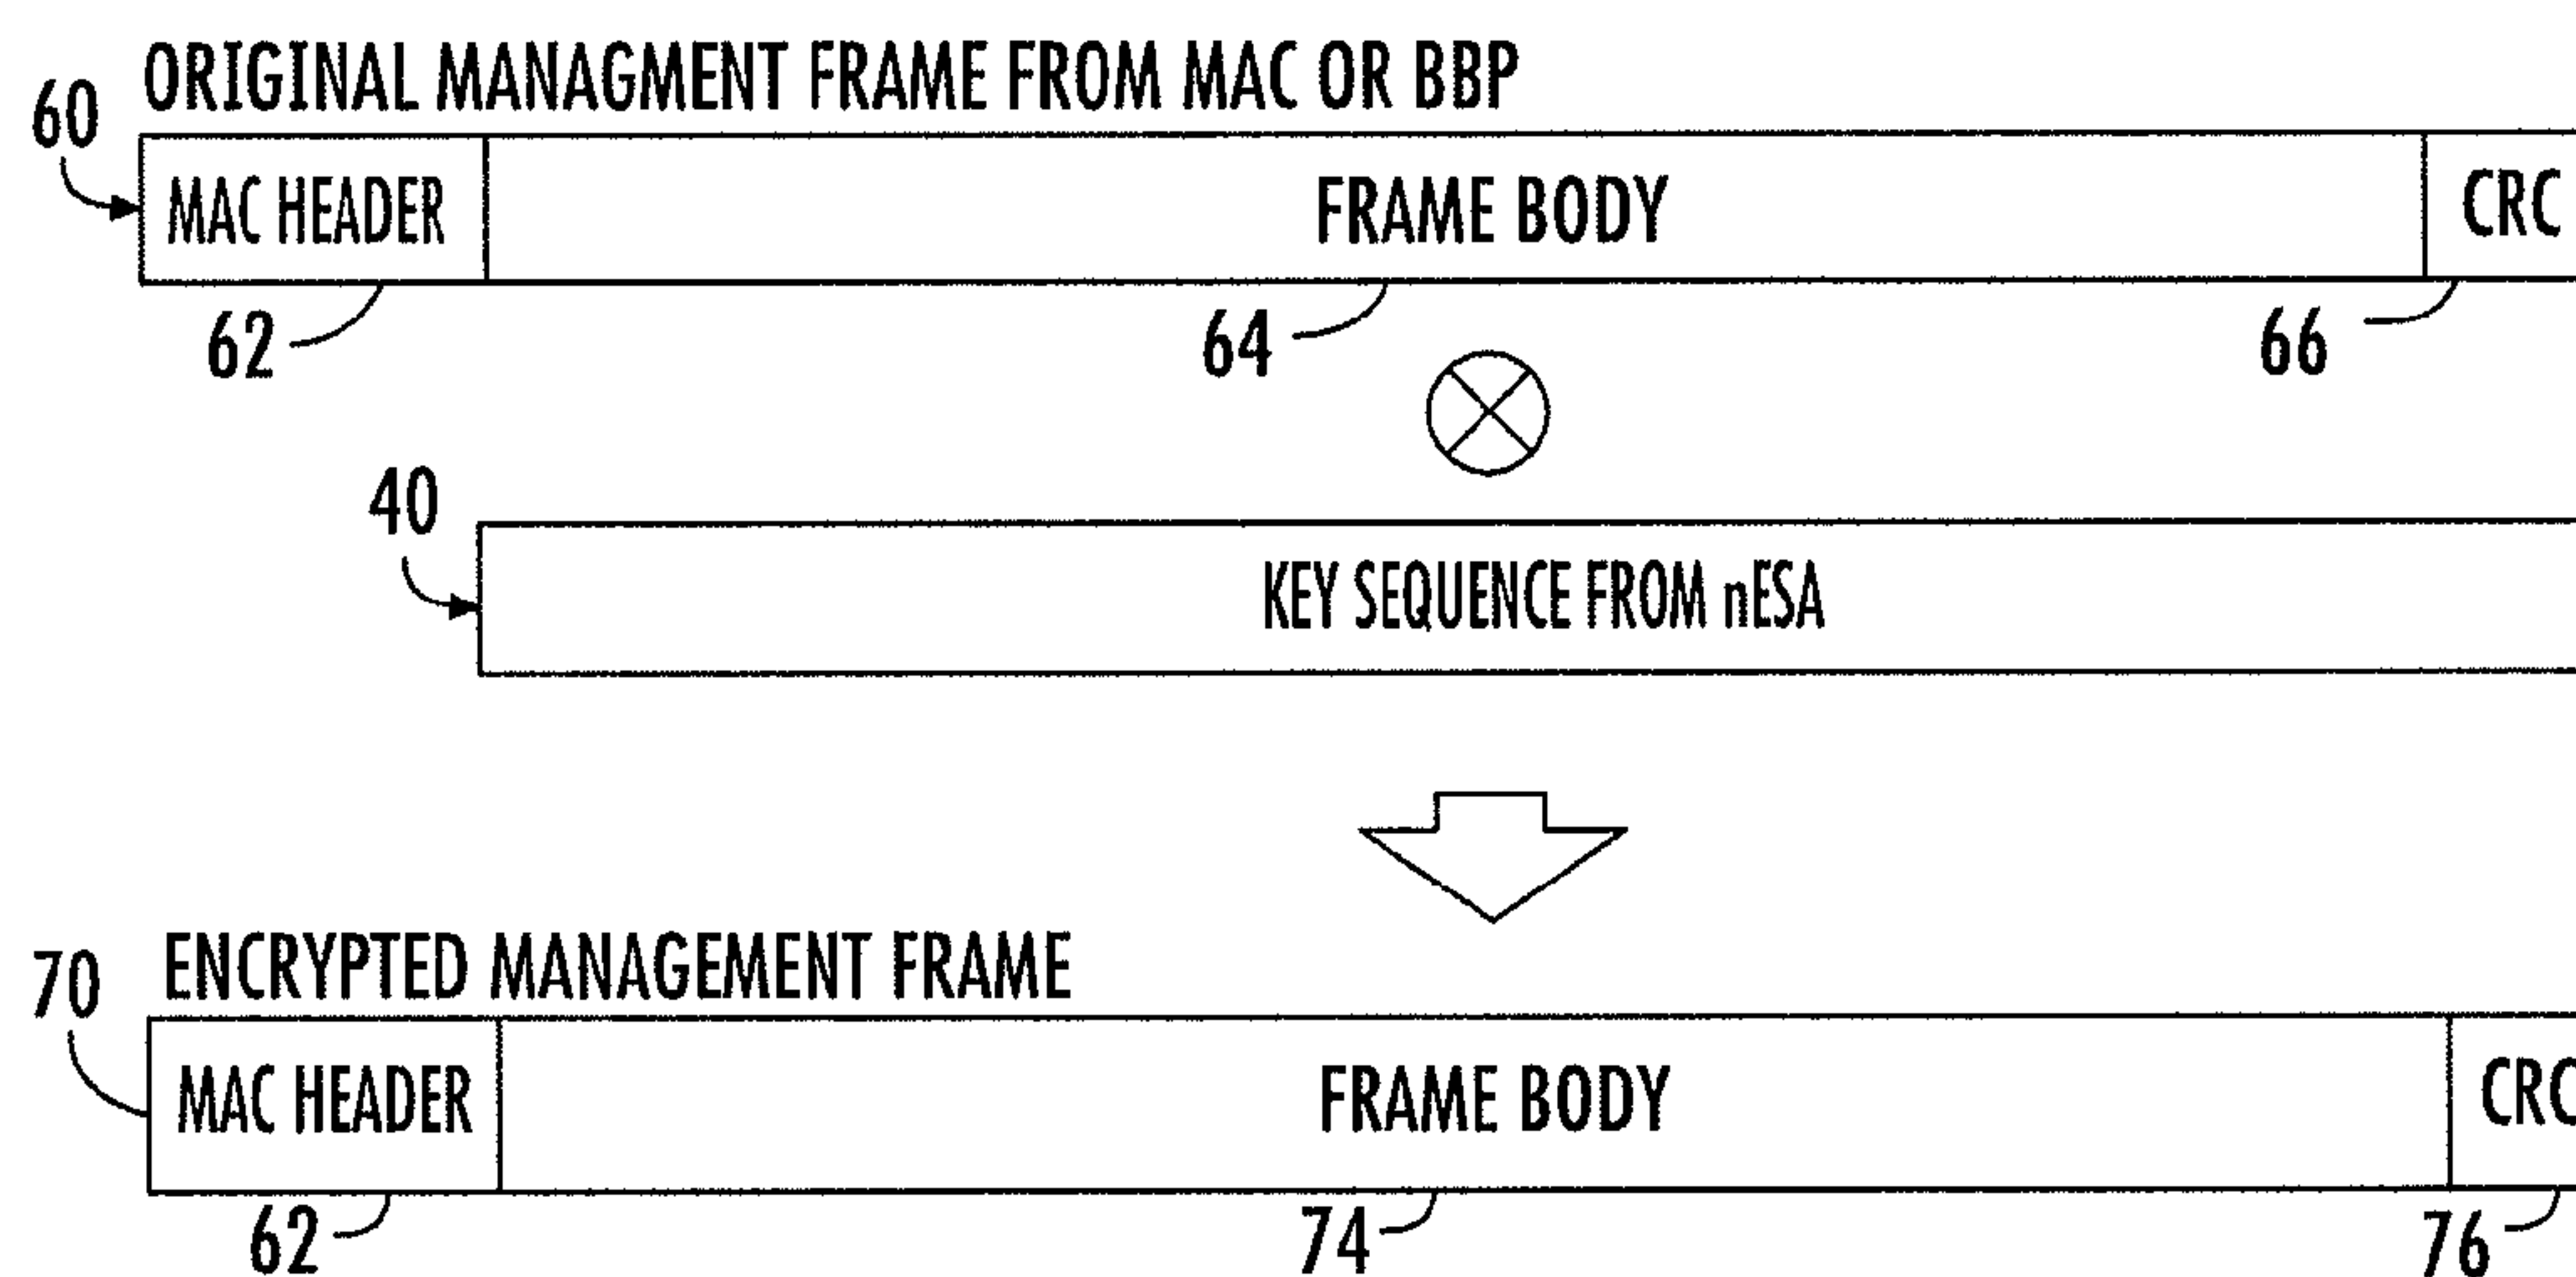 ORIGINAL MANAGMENT FRAME FROM MAC OR BBP
60
MAC HEADER FRAME BODY CRC
62 64 66
40
KEY SEQUENCE FROM nESA
ENCRYPTED MANAGEMENT FRAME
70
MAC HEADER FRAME BODY CRC
62 74 76